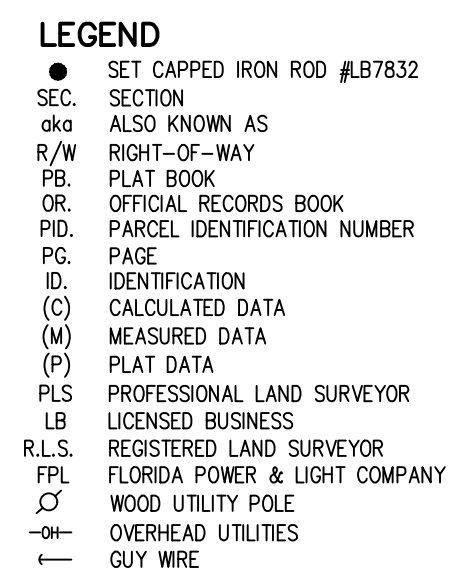 LEGEND
● SET CAPPED IRON ROD #LB7832
SEC. SECTION
aka ALSO KNOWN AS
R/W RIGHT-OF-WAY
PB. PLAT BOOK
OR. OFFICIAL RECORDS BOOK
PID. PARCEL IDENTIFICATION NUMBER
PG. PAGE
ID. IDENTIFICATION
(C) CALCULATED DATA
(M) MEASURED DATA
(P) PLAT DATA
PLS PROFESSIONAL LAND SURVEYOR
LB LICENSED BUSINESS
R.L.S. REGISTERED LAND SURVEYOR
FPL FLORIDA POWER & LIGHT COMPANY
WOOD UTILITY POLE
—OH— OVERHEAD UTILITIES
GUY WIRE